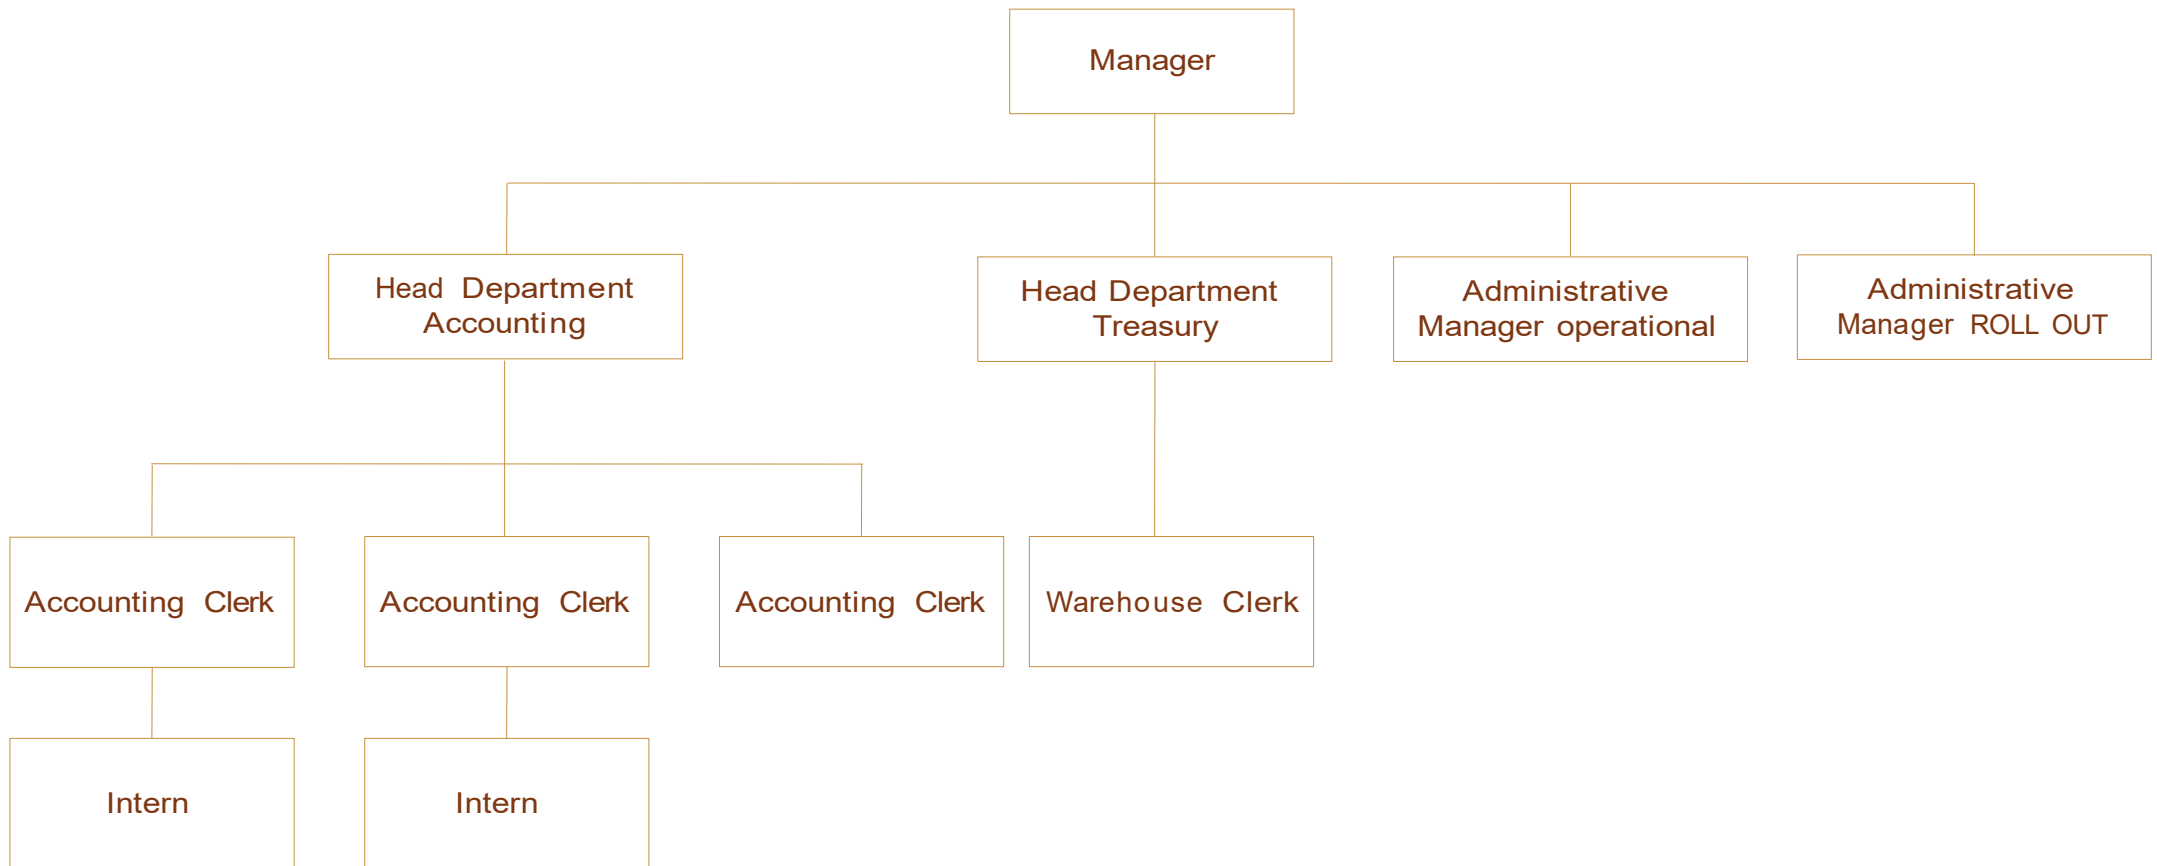 Manager
Head Department
Accounting
Head Department
Treasury
Administrative
Manager operational
Administrative
Manager ROLL OUT
Accounting Clerk
Accounting Clerk
Accounting Clerk
Warehouse Clerk
Intern
Intern